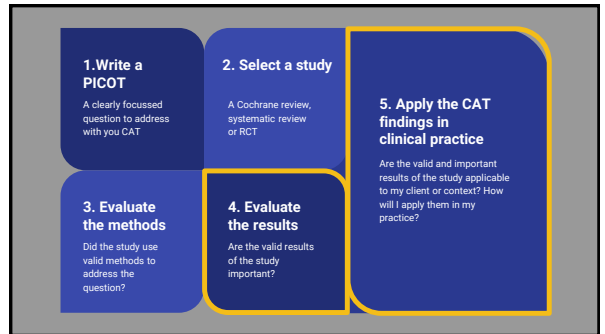 1.Write a
PICOT
A clearly focussed
question to address
with you CAT
2. Select a study
A Cochrane review,
systematic review
or RCT
3. Evaluate
the methods
Did the study use
valid methods to
address the
question?
4. Evaluate
the results
Are the valid results
of the study
important?
5. Apply the CAT
findings in
clinical practice
Are the valid and important
results of the study applicable
to my client or context? How
will I apply them in my
practice?